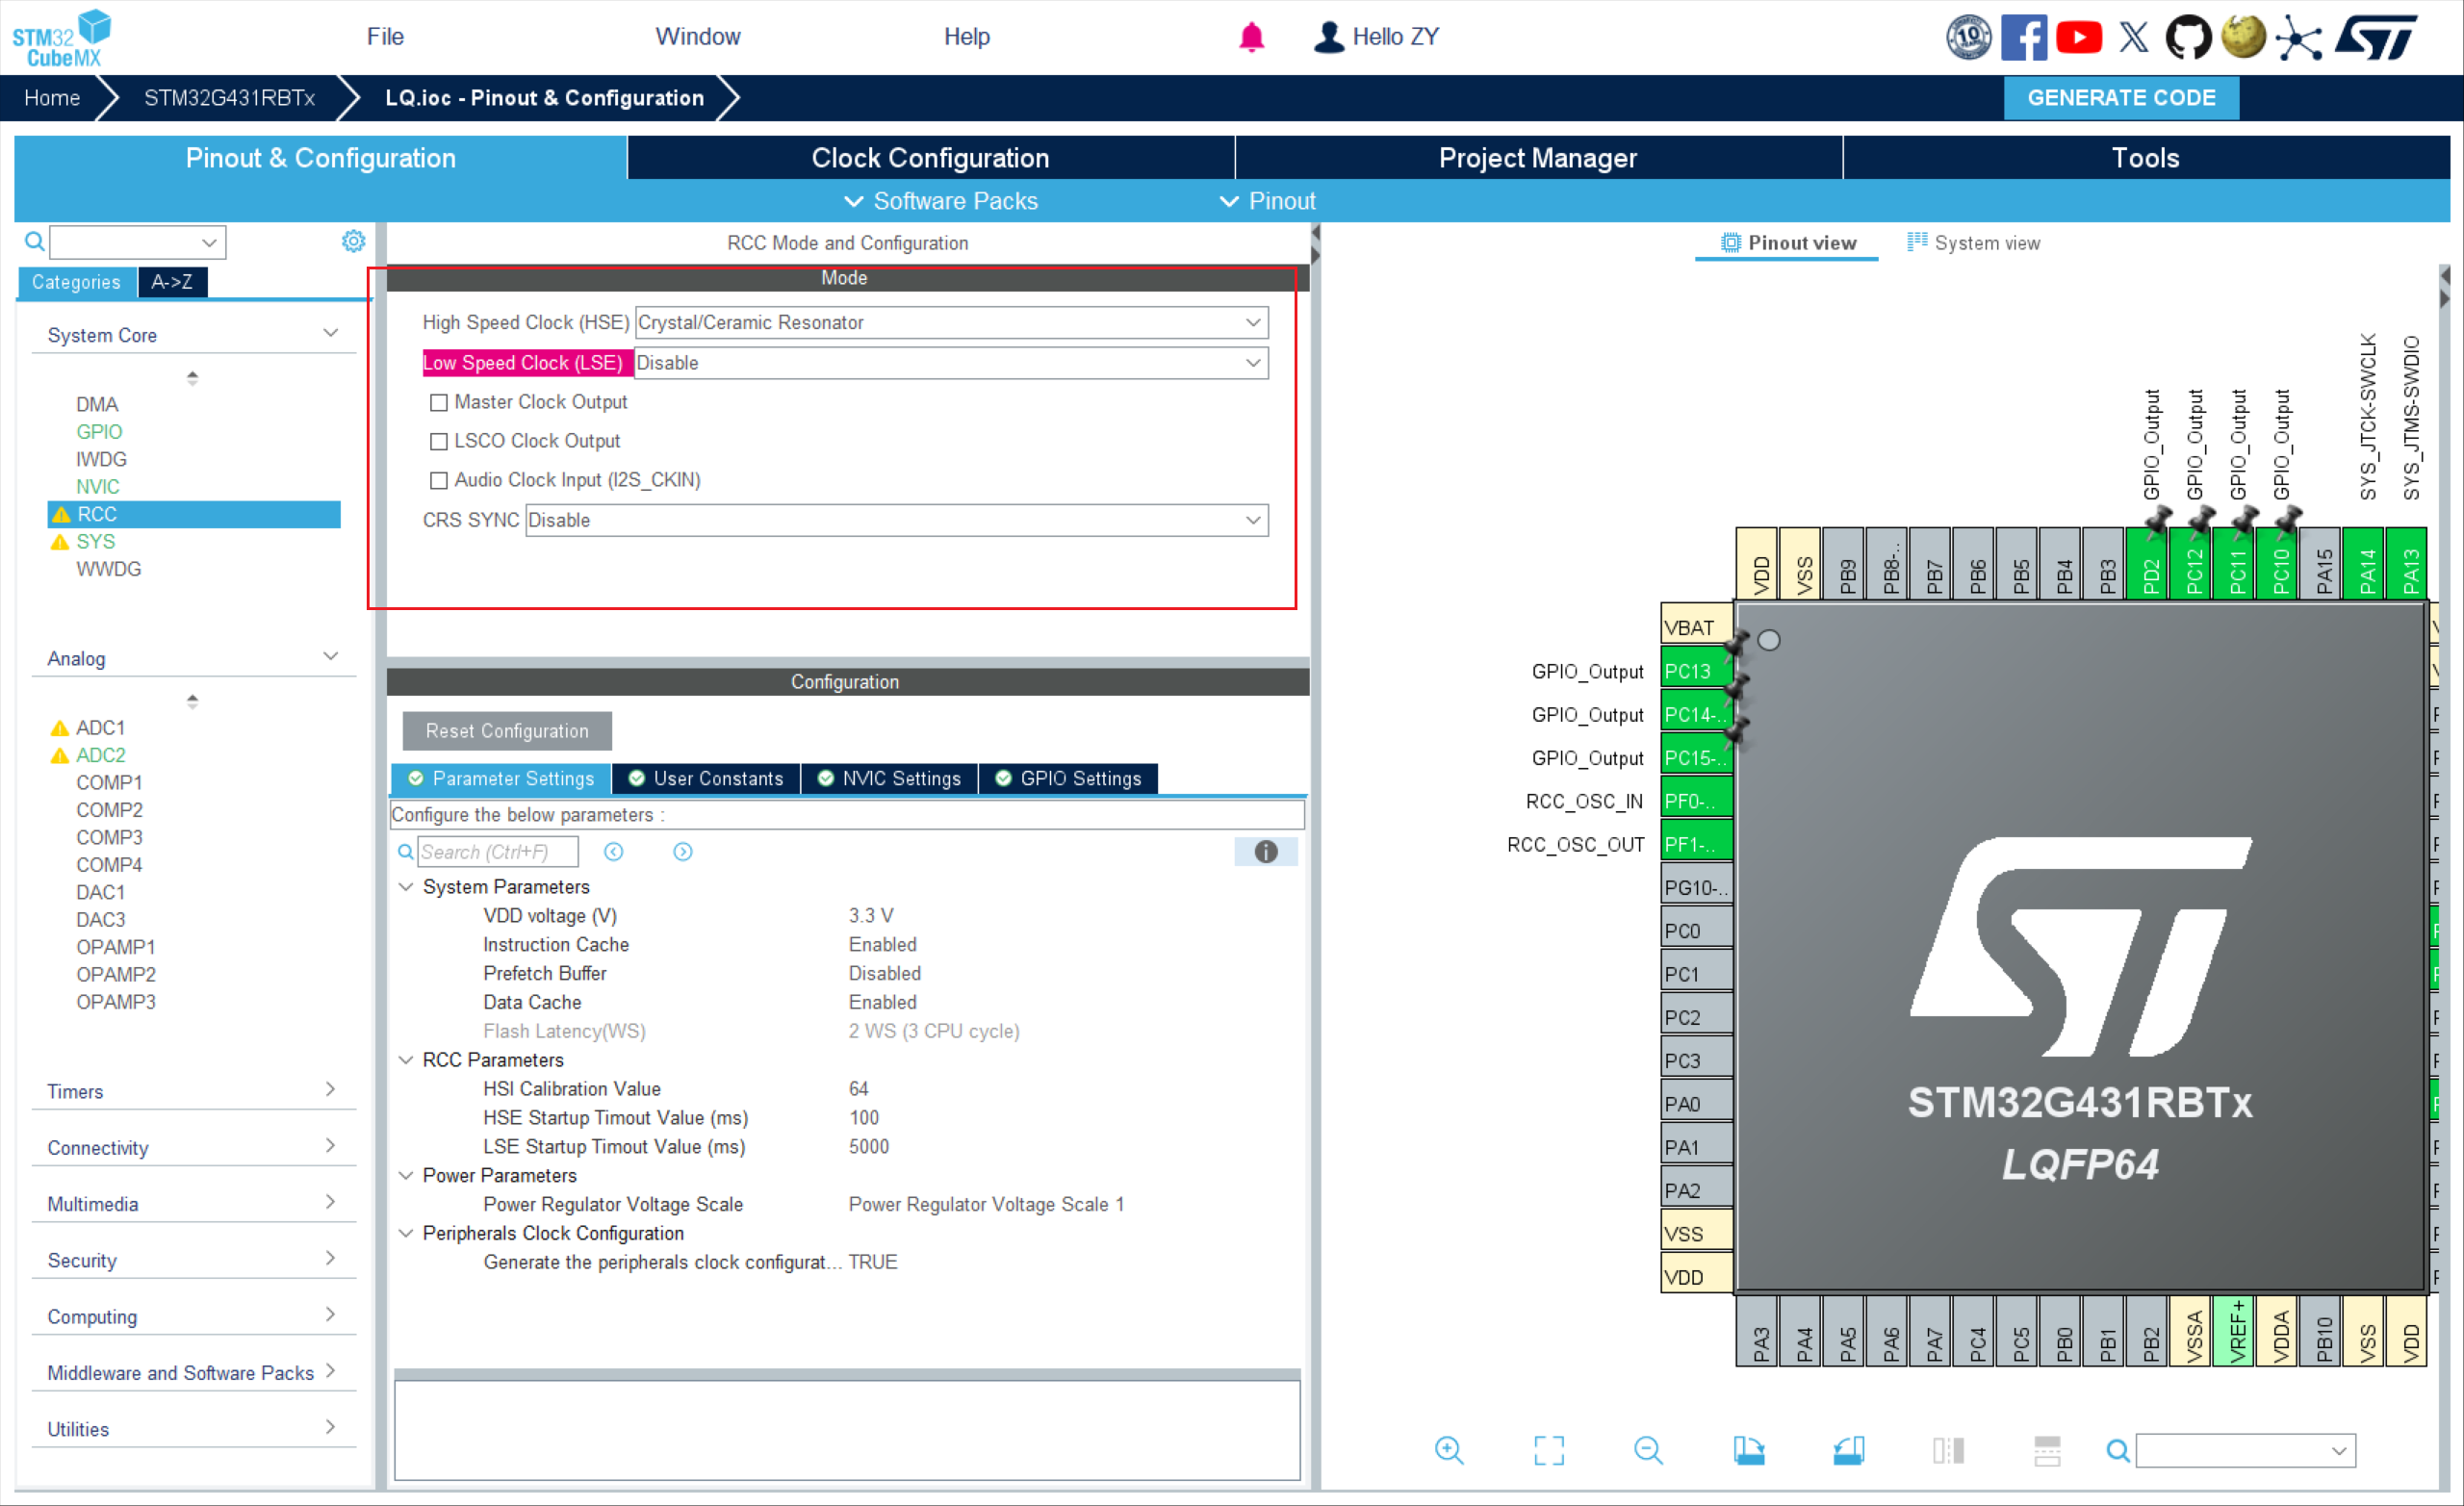 STM32
CubeMX
File
Window
Help
Hello ZY
Home
STM32G431RBTx
LQ.ioc - Pinout & Configuration
GENERATE CODE
Pinout & Configuration
Clock Configuration
Project Manager
Tools
Software Packs
Pinout
Categories
A->Z
System Core
DMA
GPIO
IWDG
NVIC
RCC
SYS
WWDG
Analog
ADC1
ADC2
COMP1
COMP2
COMP3
COMP4
DAC1
DAC3
OPAMP1
OPAMP2
OPAMP3
Timers
Connectivity
Multimedia
Security
Computing
Middleware and Software Packs
Utilities
RCC Mode and Configuration
Mode
High Speed Clock (HSE) Crystal/Ceramic Resonator
Low Speed Clock (LSE) Disable
Master Clock Output
LSCO Clock Output
Audio Clock Input (I2S_CKIN)
CRS SYNC Disable
Configuration
Reset Configuration
Parameter Settings
User Constants
NVIC Settings
GPIO Settings
Configure the below parameters :
Search (Ctrl+F)
System Parameters
VDD voltage (V) 3.3 V
Instruction Cache Enabled
Prefetch Buffer Disabled
Data Cache Enabled
Flash Latency(WS) 2 WS (3 CPU cycle)
RCC Parameters
HSI Calibration Value 64
HSE Startup Timout Value (ms) 100
LSE Startup Timout Value (ms) 5000
Power Parameters
Power Regulator Voltage Scale Power Regulator Voltage Scale 1
Peripherals Clock Configuration
Generate the peripherals clock configurat... TRUE
Pinout view
System view
GPIO_Output
GPIO_Output
GPIO_Output
GPIO_Output
SYS_JTCK-SWCLK
SYS_JTMS-SWDIO
VDD
VSS
PB9
PB8-..
PB7
PB6
PB5
PB4
PB3
PD2
PC12
PC11
PC10
PA15
PA14
PA13
VBAT
GPIO_Output PC13
GPIO_Output PC14-..
GPIO_Output PC15-..
RCC_OSC_IN PF0-..
RCC_OSC_OUT PF1-..
PG10-..
PC0
PC1
PC2
PC3
PA0
PA1
PA2
VSS
VDD
ST
STM32G431RBTx
LQFP64
PA3
PA4
PA5
PA6
PA7
PC4
PC5
PB0
PB1
PB2
VSSA
VREF+
VDDA
PB10
VSS
VDD